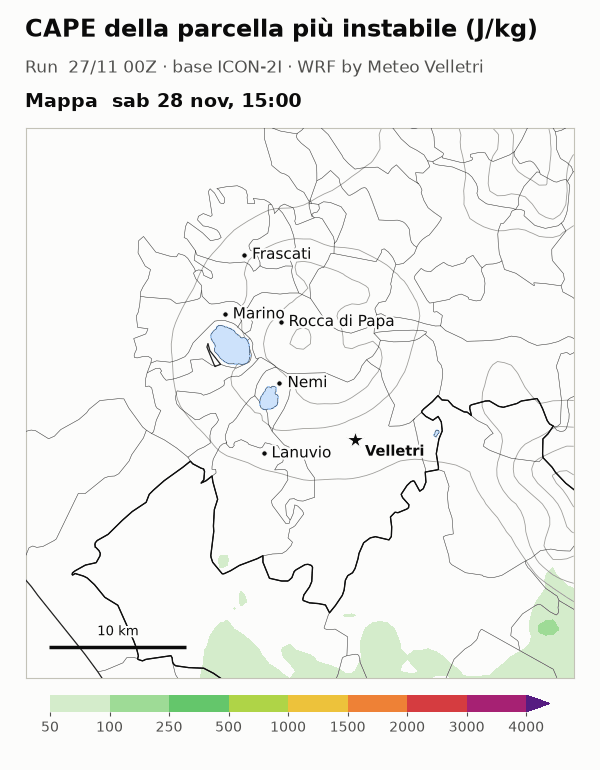 CAPE della parcella più instabile (J/kg)
Run  27/11 00Z · base ICON-2I · WRF by Meteo Velletri
Mappa  sab 28 nov, 15:00
Frascati
Marino
Rocca di Papa
Nemi
Velletri
Lanuvio
10 km
50 100 250 500 1000 1500 2000 3000 4000